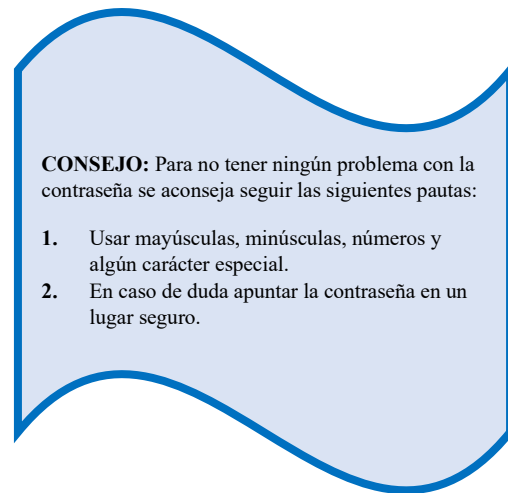 CONSEJO: Para no tener ningún problema con la
contraseña se aconseja seguir las siguientes pautas:
1. Usar mayúsculas, minúsculas, números y
algún carácter especial.
2. En caso de duda apuntar la contraseña en un
lugar seguro.